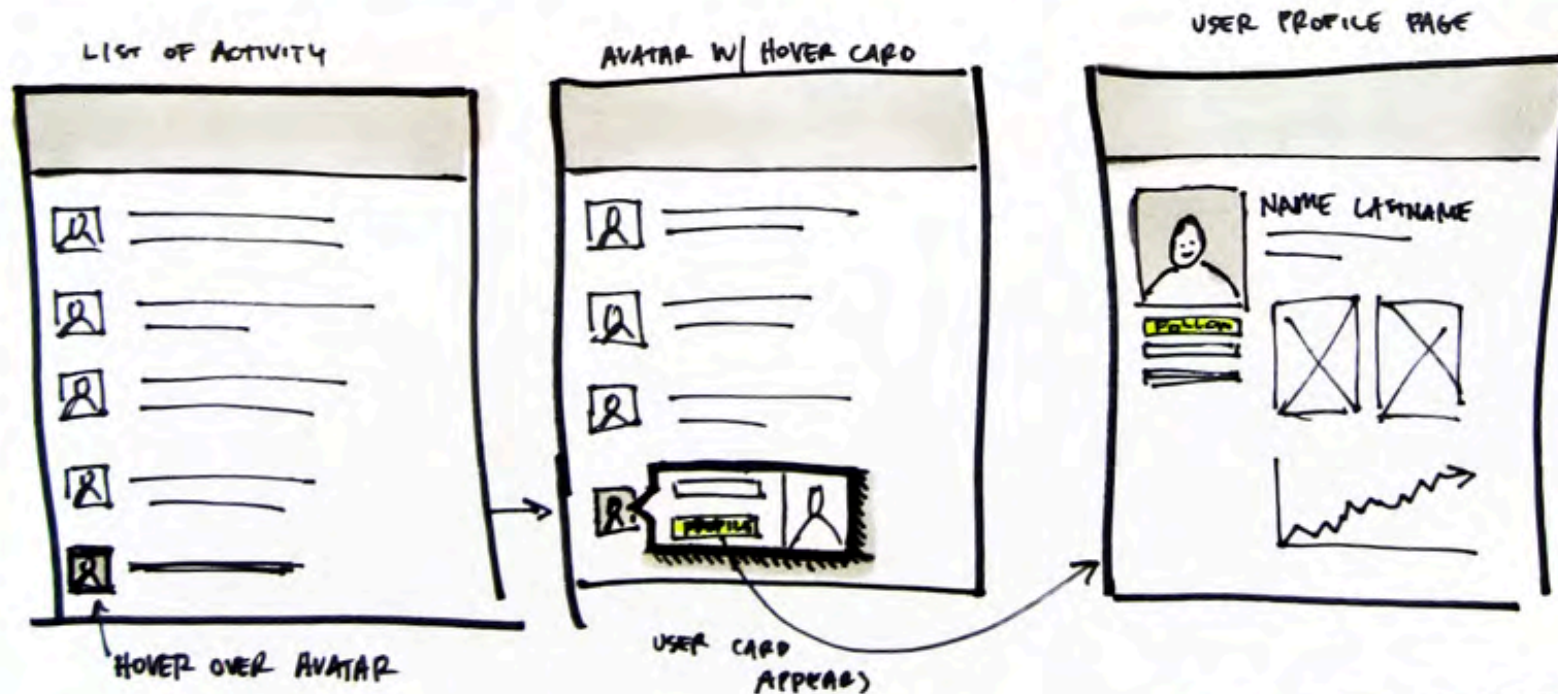 LIST OF ACTIVITY
AVATAR W/ HOVER CARD
USER PROFILE PAGE
NAME LASTNAME
FOLLOW
PROFILE
HOVER OVER AVATAR
USER CARD
APPEARS